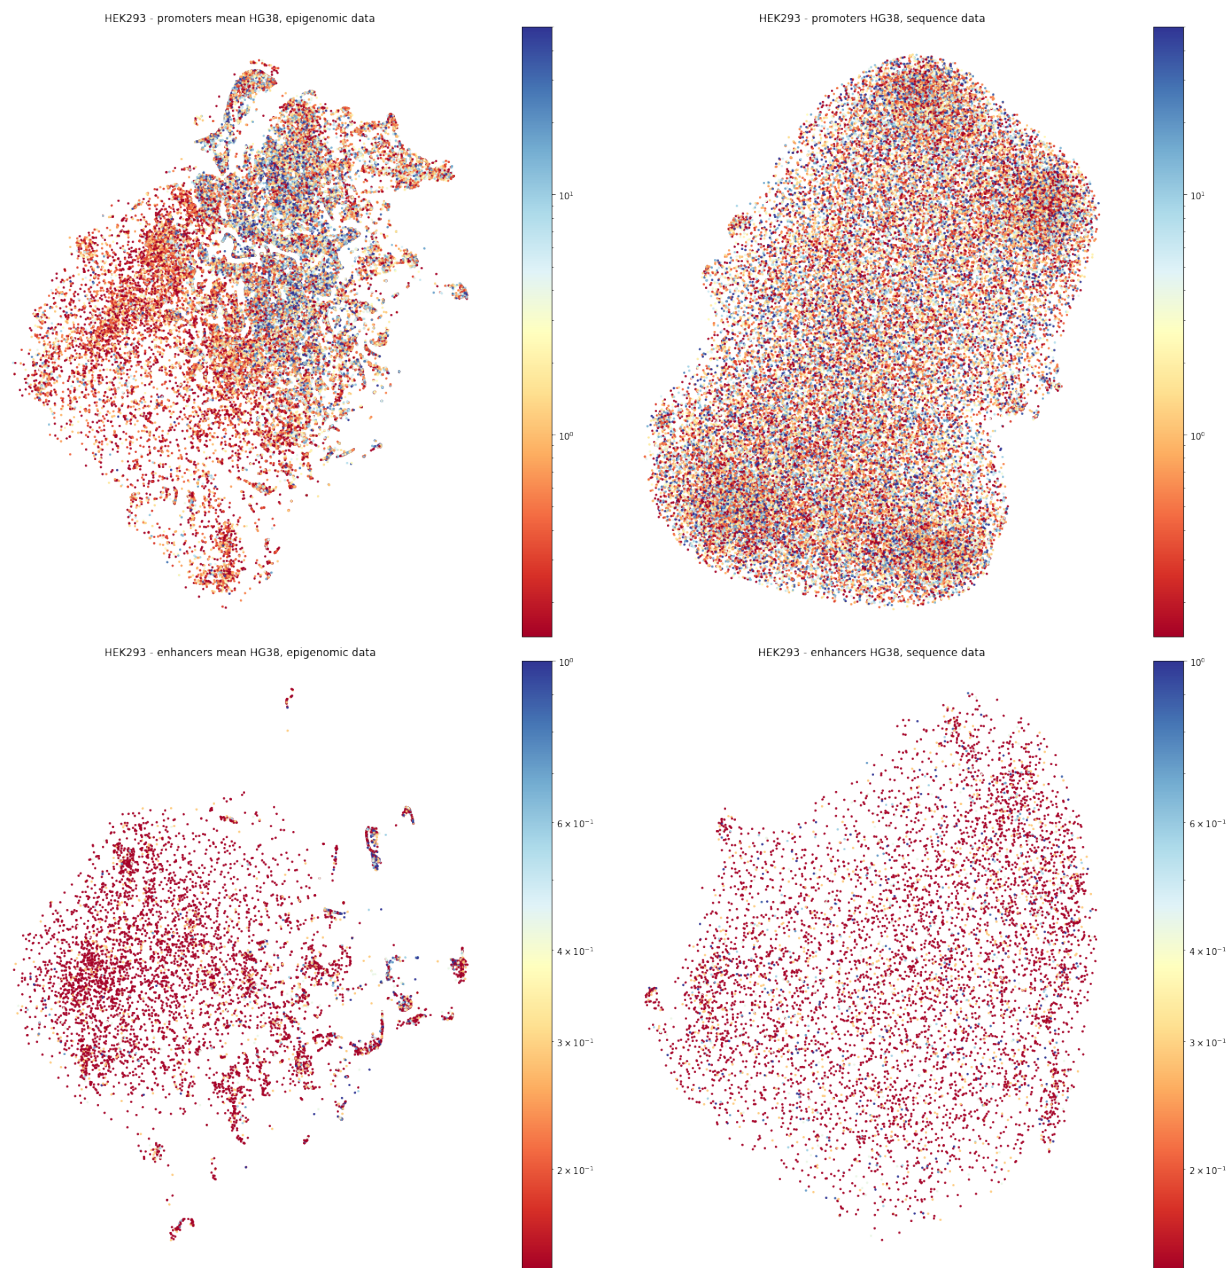 HEK293 - promoters mean HG38, epigenomic data
10¹
10⁰
HEK293 - promoters HG38, sequence data
10¹
10⁰
HEK293 - enhancers mean HG38, epigenomic data
10⁰
6 × 10⁻¹
4 × 10⁻¹
3 × 10⁻¹
2 × 10⁻¹
HEK293 - enhancers HG38, sequence data
10⁰
6 × 10⁻¹
4 × 10⁻¹
3 × 10⁻¹
2 × 10⁻¹